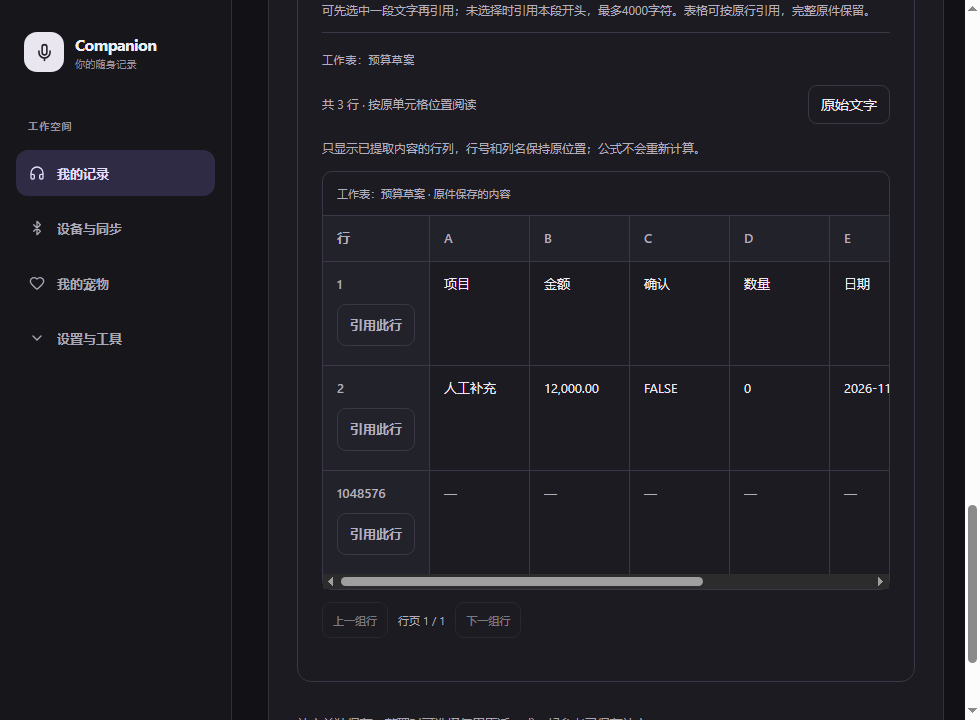 Companion
你的随身记录
工作空间
我的记录
设备与同步
我的宠物
设置与工具
可先选中一段文字再引用；未选择时引用本段开头，最多4000字符。表格可按原行引用，完整原件保留。
工作表：预算草案
共 3 行 · 按原单元格位置阅读
原始文字
只显示已提取内容的行列，行号和列名保持原位置；公式不会重新计算。
工作表：预算草案 · 原件保存的内容
行 A B C D E
1 项目 金额 确认 数量 日期
引用此行
2 人工补充 12,000.00 FALSE 0 2026-11
引用此行
1048576 — — — — —
引用此行
上一组行 行页 1 / 1 下一组行